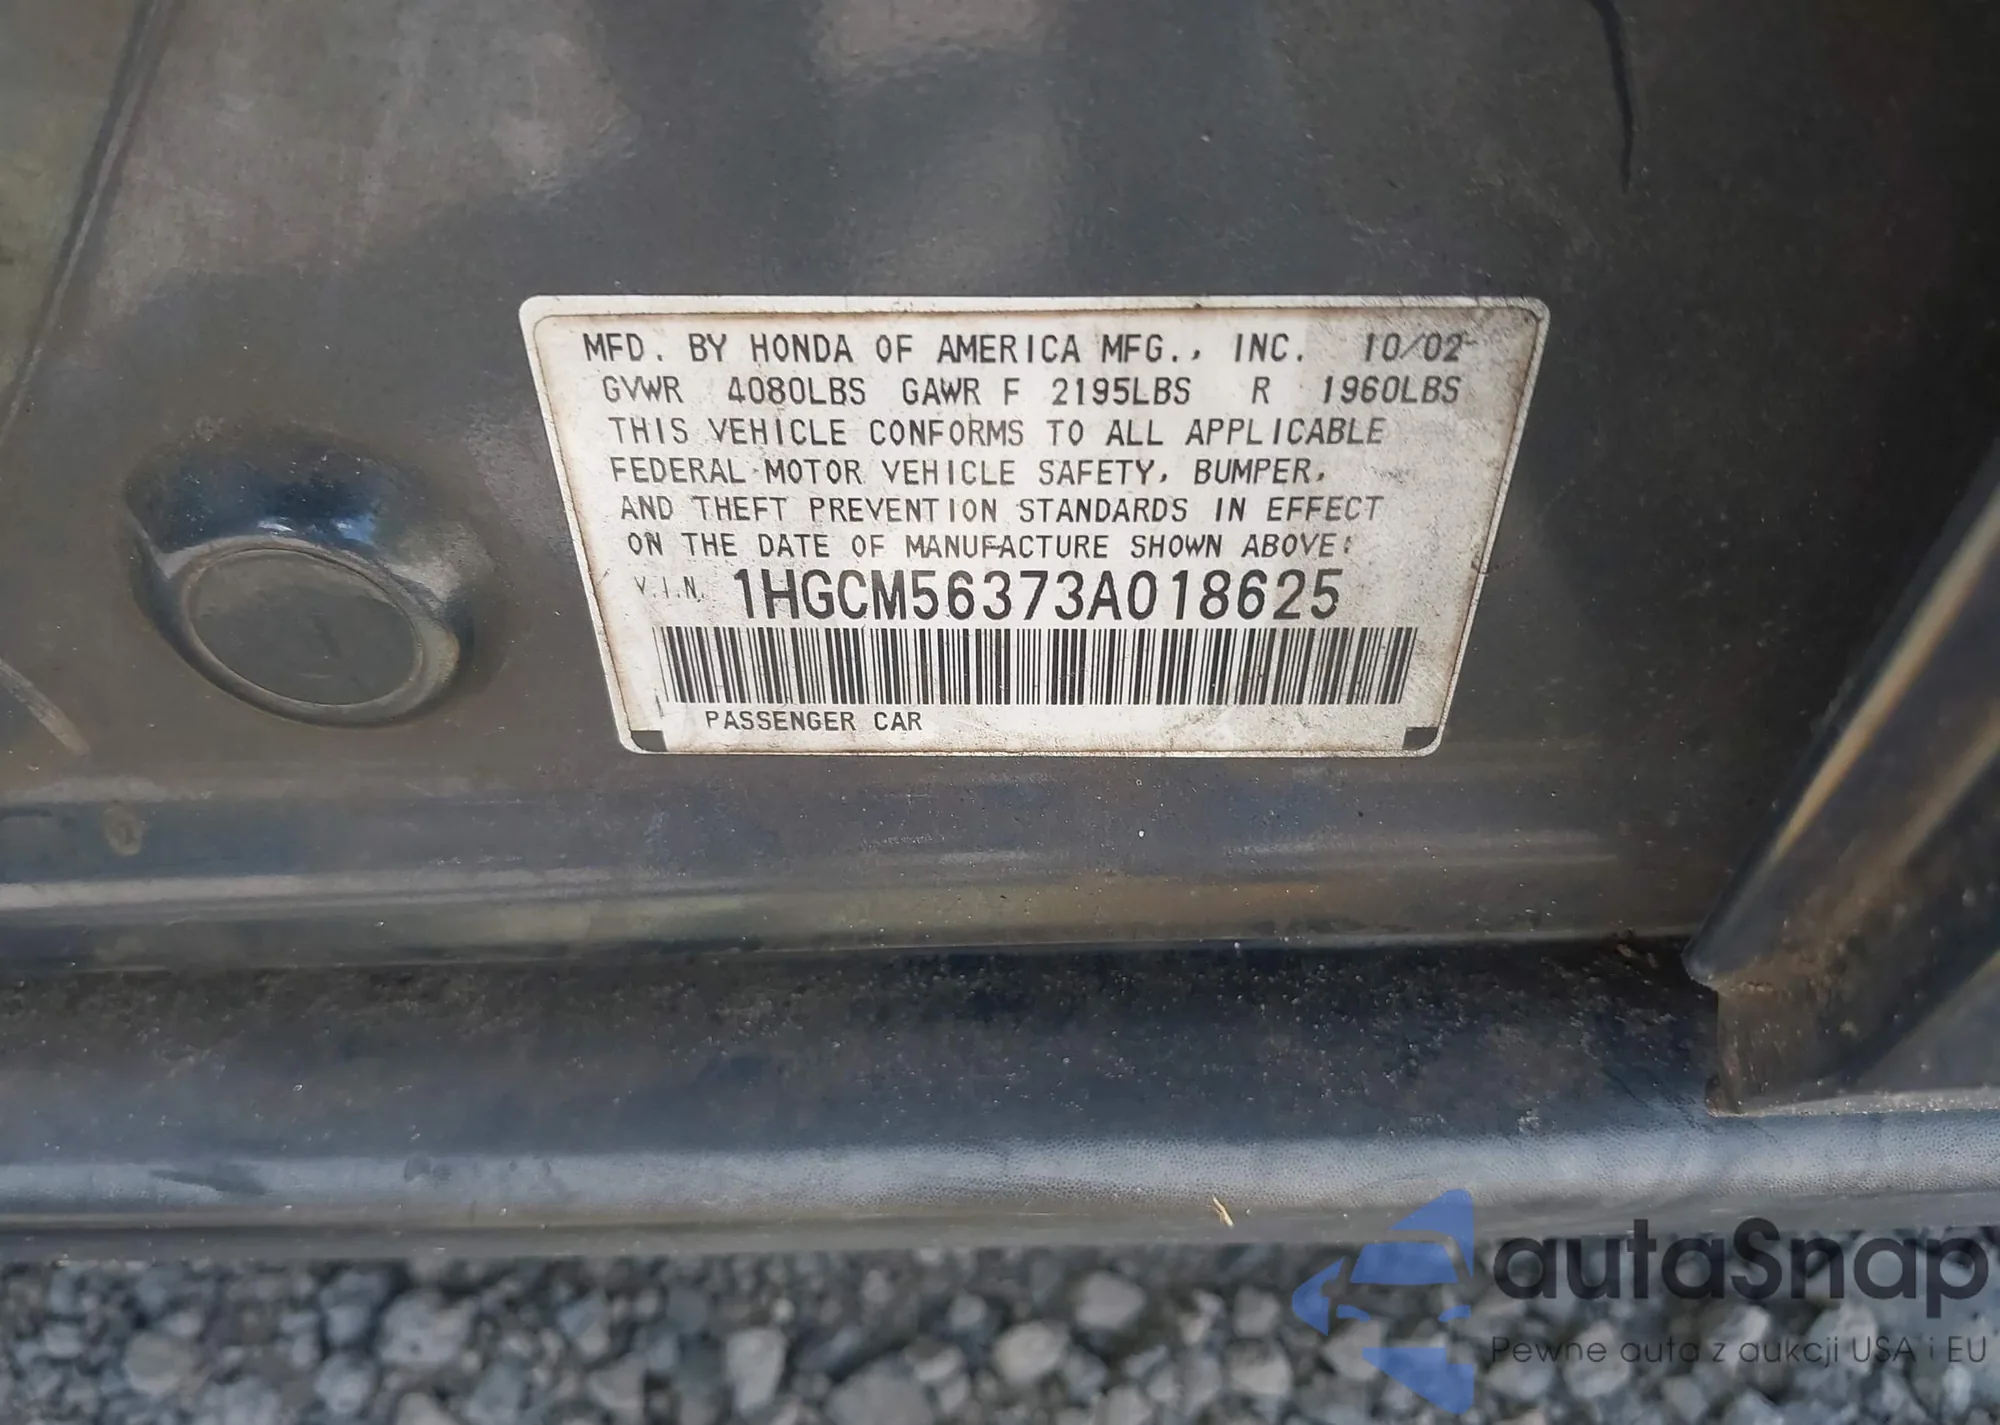 MFD. BY HONDA OF AMERICA MFG., INC. 10/02
GVWR 4080LBS GAWR F 2195LBS R 1960LBS
THIS VEHICLE CONFORMS TO ALL APPLICABLE
FEDERAL MOTOR VEHICLE SAFETY, BUMPER,
AND THEFT PREVENTION STANDARDS IN EFFECT
ON THE DATE OF MANUFACTURE SHOWN ABOVE:
V.I.N. 1HGCM56373A018625
PASSENGER CAR
autaSnap
Pewne auta z aukcji USA i EU